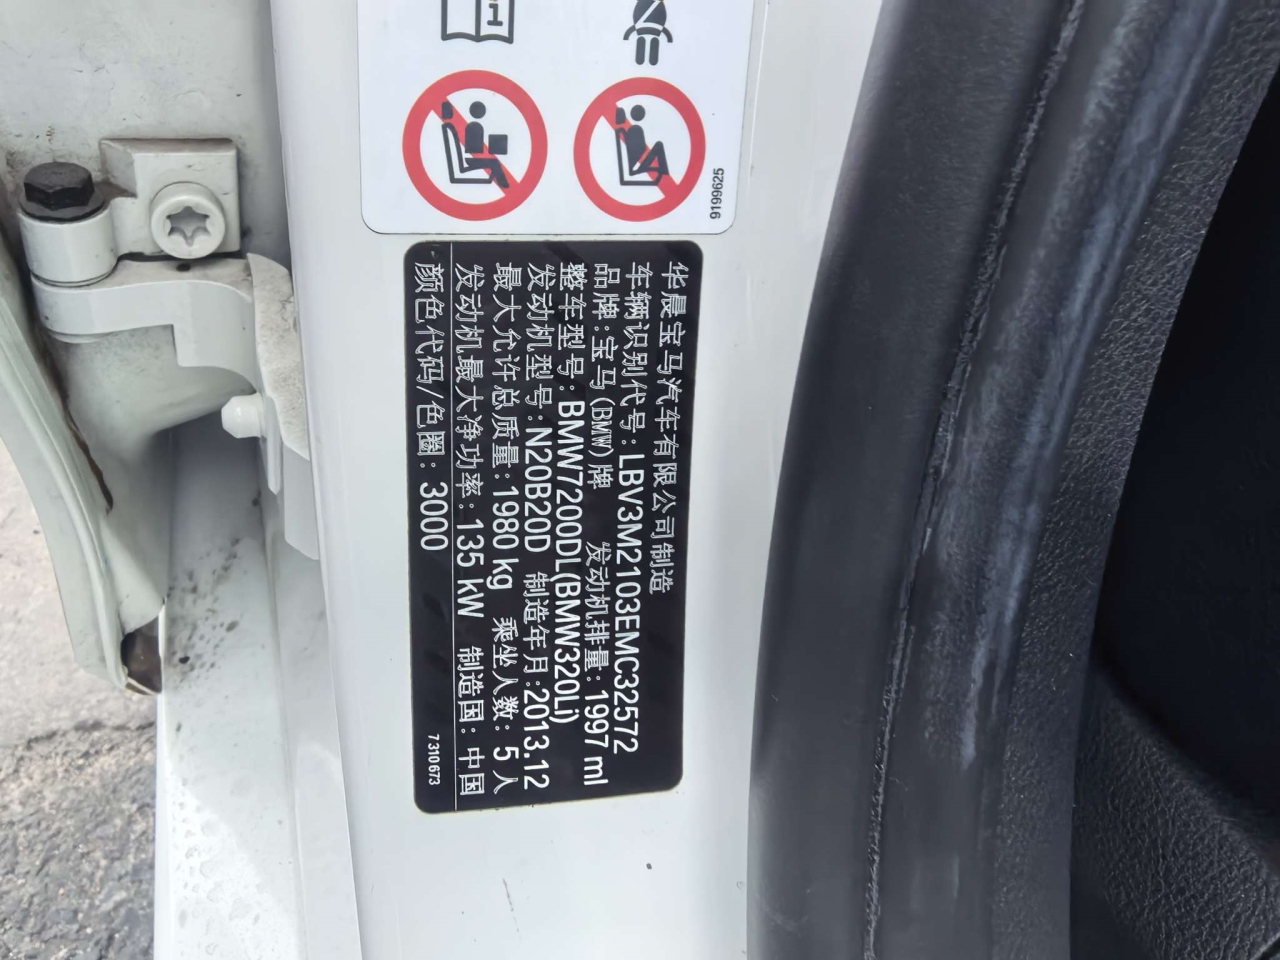 9199625
华晨宝马汽车有限公司制造
车辆识别代号:LBV3M2103EMC32572
品牌:宝马(BMW)牌 发动机排量:1997 ml
整车型号:BMW7200DL(BMW320Li)
发动机型号:N20B20D 制造年月:2013.12
最大允许总质量:1980 kg 乘坐人数:5人
发动机最大净功率:135 kW 制造国:中国
颜色代码/色圈:3000
7310673